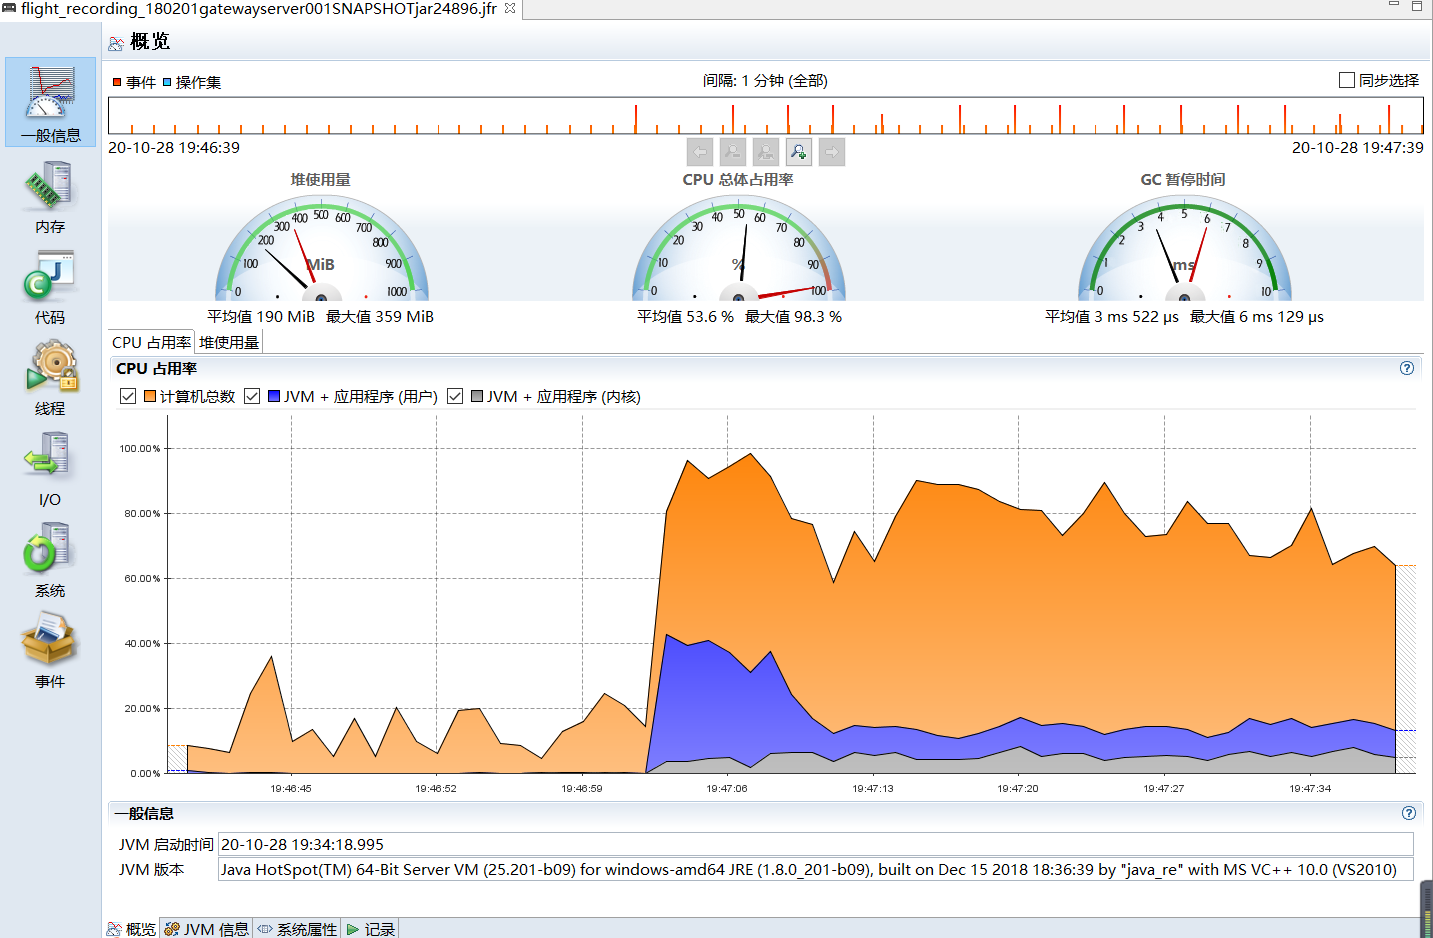 flight_recording_180201gatewayserver001SNAPSHOTjar24896.jfr
概览
事件 操作集 间隔: 1 分钟 (全部) 同步选择
20-10-28 19:46:39 20-10-28 19:47:39
一般信息
内存
代码
线程
I/O
系统
事件
堆使用量
0 100 200 300 400 500 600 700 800 900 1000
MiB
平均值 190 MiB 最大值 359 MiB
CPU 总体占用率
0 10 20 30 40 50 60 70 80 90 100
%
平均值 53.6 % 最大值 98.3 %
GC 暂停时间
0 1 2 3 4 5 6 7 8 9 10
ms
平均值 3 ms 522 µs 最大值 6 ms 129 µs
CPU 占用率 堆使用量
CPU 占用率
计算机总数 JVM + 应用程序 (用户) JVM + 应用程序 (内核)
100.00%
80.00%
60.00%
40.00%
20.00%
0.00%
19:46:45 19:46:52 19:46:59 19:47:06 19:47:13 19:47:20 19:47:27 19:47:34
一般信息
JVM 启动时间 20-10-28 19:34:18.995
JVM 版本 Java HotSpot(TM) 64-Bit Server VM (25.201-b09) for windows-amd64 JRE (1.8.0_201-b09), built on Dec 15 2018 18:36:39 by "java_re" with MS VC++ 10.0 (VS2010)
概览 JVM 信息 系统属性 记录